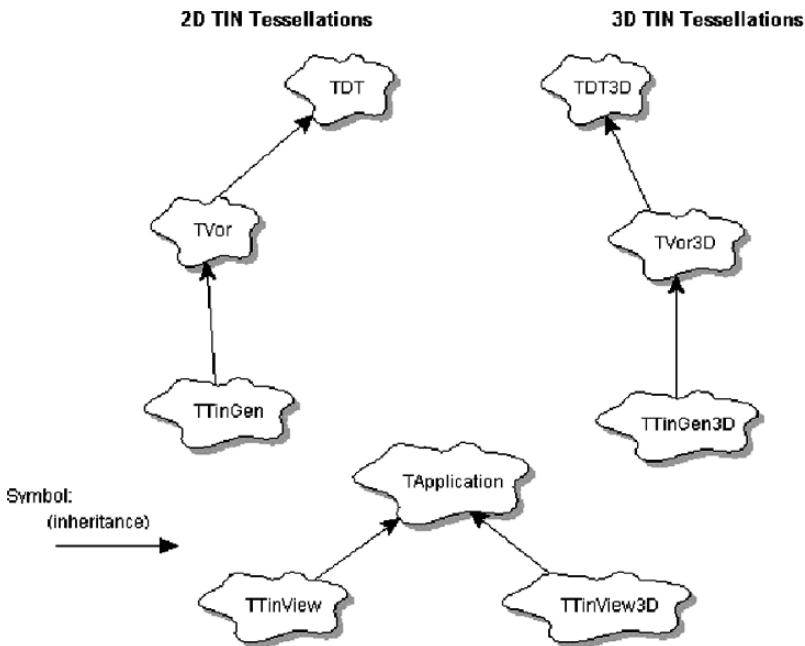 2D TIN Tessellations
3D TIN Tessellations
TDT
TDT3D
TVor
TVor3D
TTinGen
TTinGen3D
TApplication
Symbol:
(inheritance)
TTinView
TTinView3D